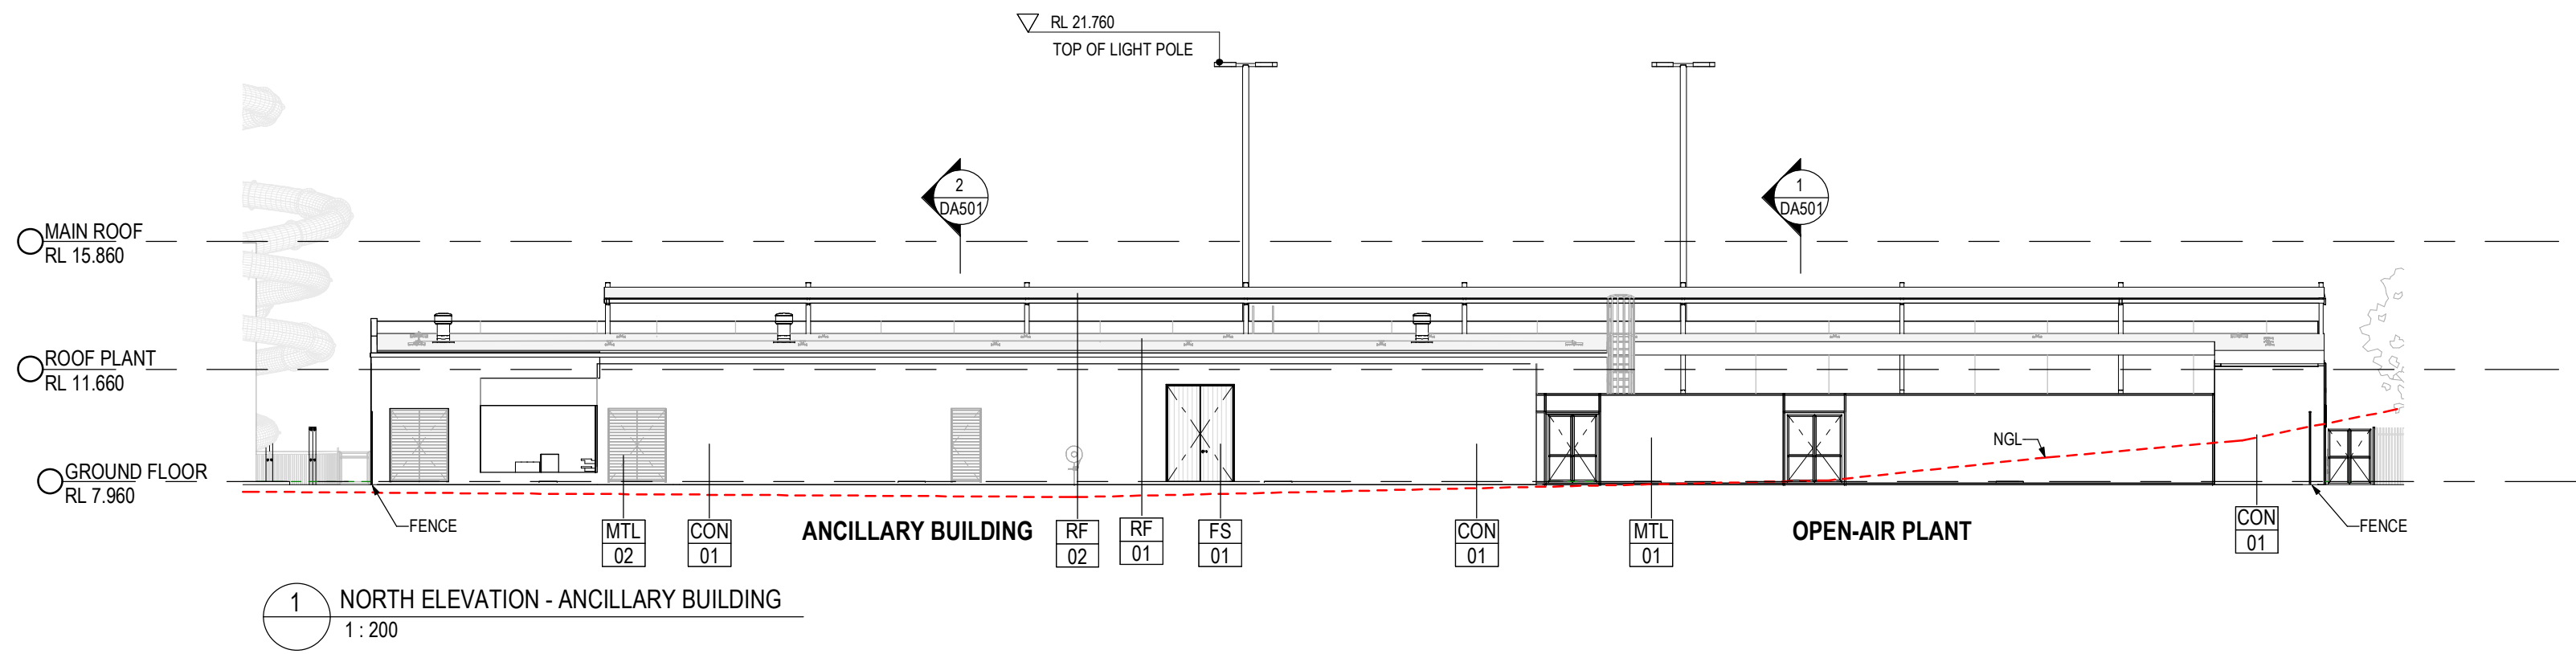 RL 21.760
TOP OF LIGHT POLE
2
DA501
1
DA501
MAIN ROOF
RL 15.860
ROOF PLANT
RL 11.660
GROUND FLOOR
RL 7.960
NGL
FENCE
MTL
02
CON
01
ANCILLARY BUILDING
RF
02
RF
01
FS
01
CON
01
MTL
01
OPEN-AIR PLANT
CON
01
FENCE
1
NORTH ELEVATION - ANCILLARY BUILDING
1 : 200